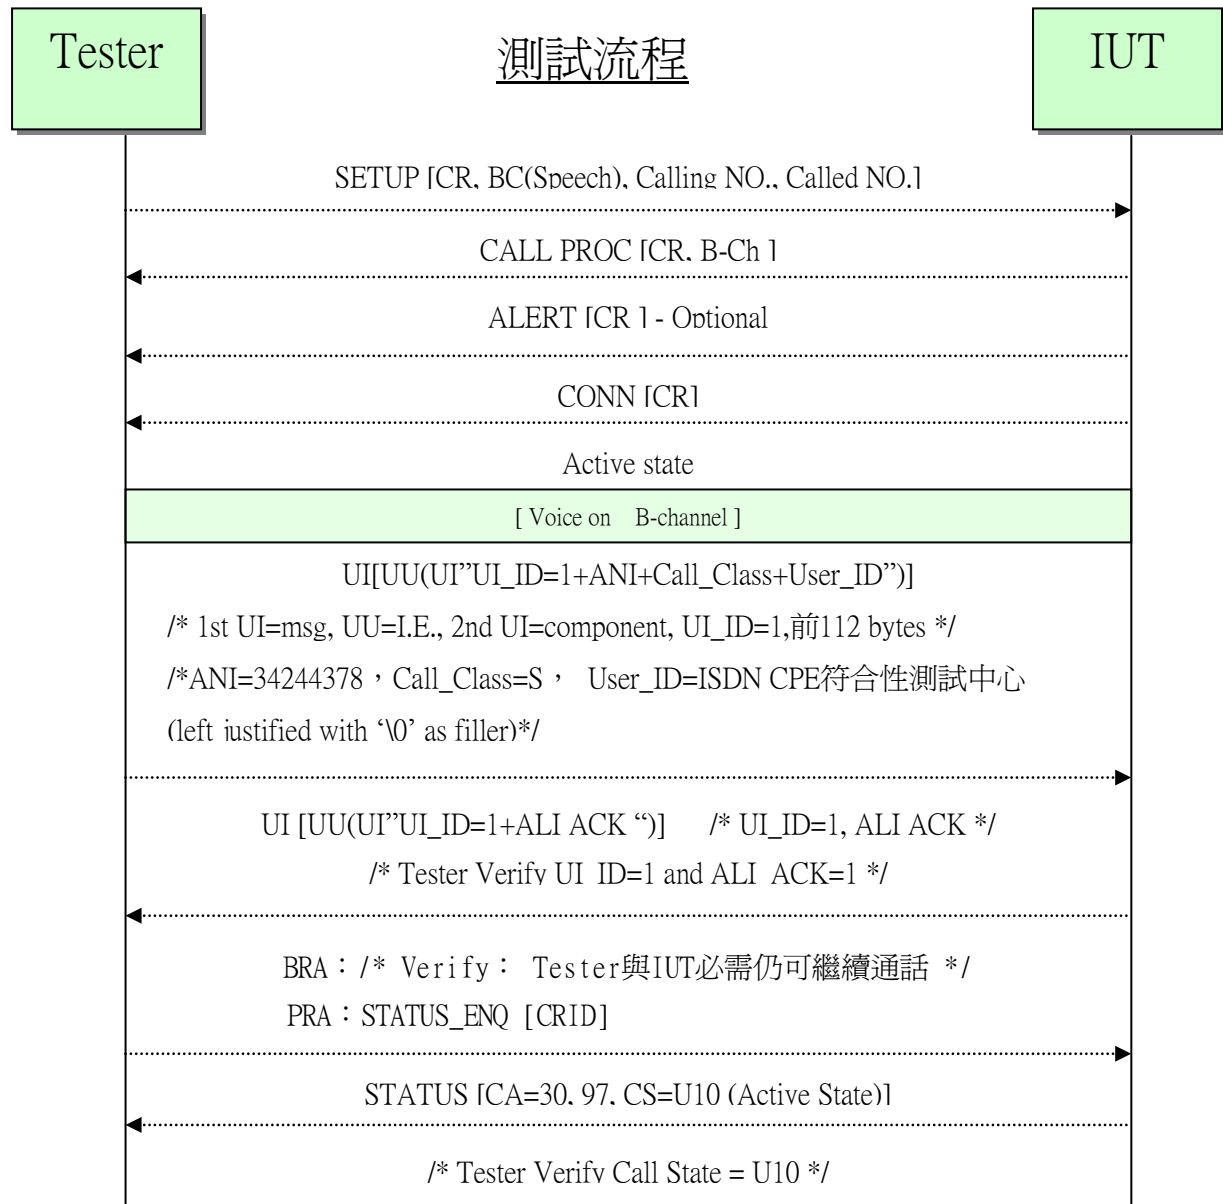 Tester
測試流程
IUT
SETUP [CR, BC(Speech), Calling NO., Called NO.]
CALL PROC [CR, B-Ch ]
ALERT [CR ] - Optional
CONN [CR]
Active state
[ Voice on B-channel ]
UI[UU(UI”UI_ID=1+ANI+Call_Class+User_ID”)]
/* 1st UI=msg, UU=I.E., 2nd UI=component, UI_ID=1,前112 bytes */
/*ANI=34244378，Call_Class=S， User_ID=ISDN CPE符合性測試中心
(left justified with ‘\0’ as filler)*/
UI [UU(UI”UI_ID=1+ALI ACK “)] /* UI_ID=1, ALI ACK */
/* Tester Verify UI_ID=1 and ALI_ACK=1 */
BRA：/* Verify： Tester與IUT必需仍可繼續通話 */
PRA：STATUS_ENQ [CRID]
STATUS [CA=30, 97, CS=U10 (Active State)]
/* Tester Verify Call State = U10 */